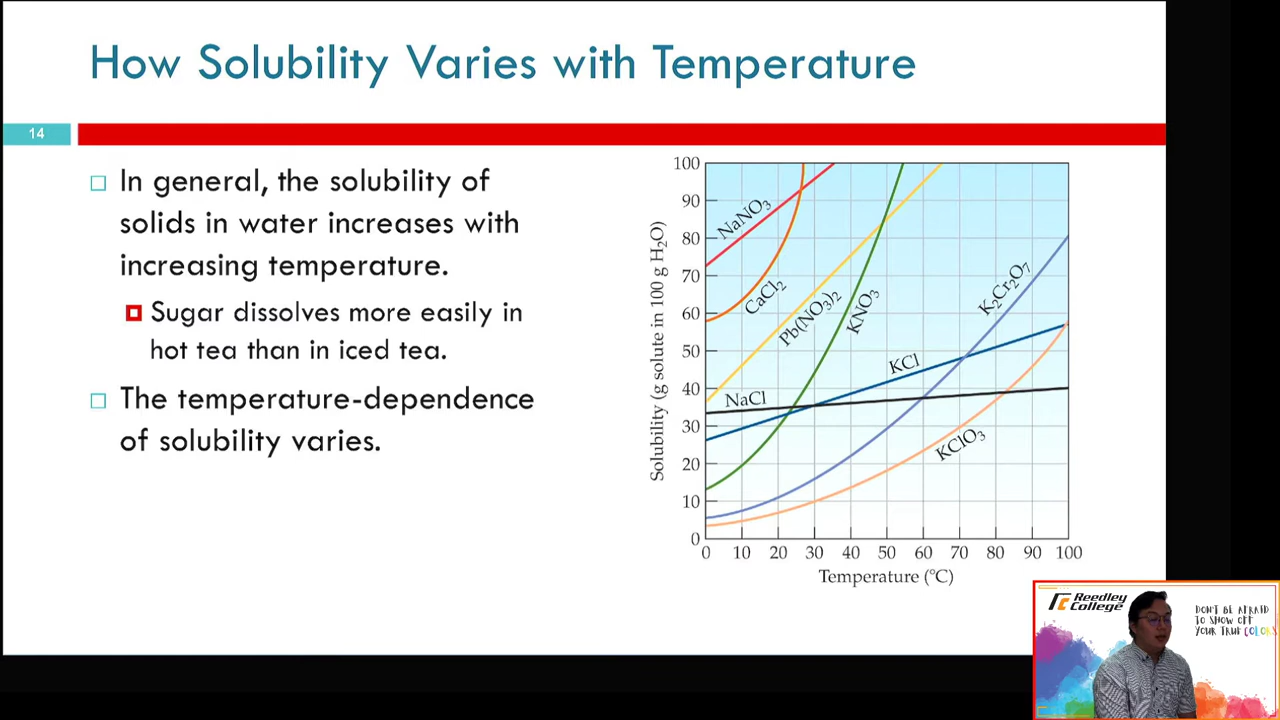 How Solubility Varies with Temperature
14
In general, the solubility of
solids in water increases with
increasing temperature.
Sugar dissolves more easily in
hot tea than in iced tea.
The temperature-dependence
of solubility varies.
Solubility (g solute in 100 g H₂O)
100
90
80
70
60
50
40
30
20
10
0
NaNO₃
CaCl₂
Pb(NO₃)₂
KNO₃
K₂Cr₂O₇
KCl
NaCl
KClO₃
0 10 20 30 40 50 60 70 80 90 100
Temperature (°C)
Reedley
College
DON'T BE AFRAID
TO SHOW OFF
YOUR TRUE COLORS